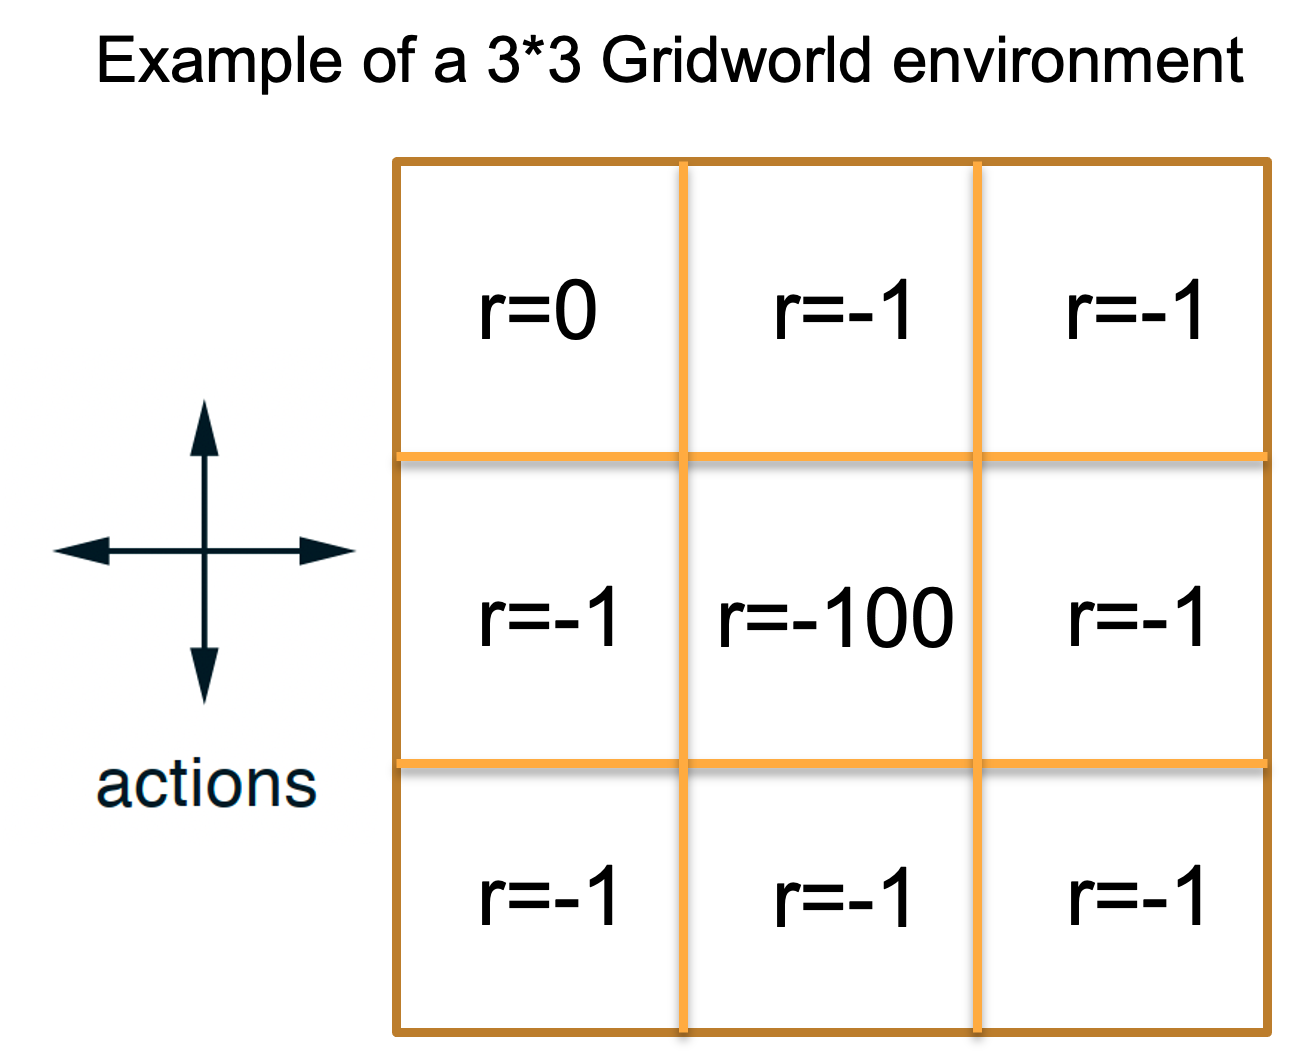 Example of a 3*3 Gridworld environment
r=0 r=-1 r=-1
r=-1 r=-100 r=-1
actions
r=-1 r=-1 r=-1